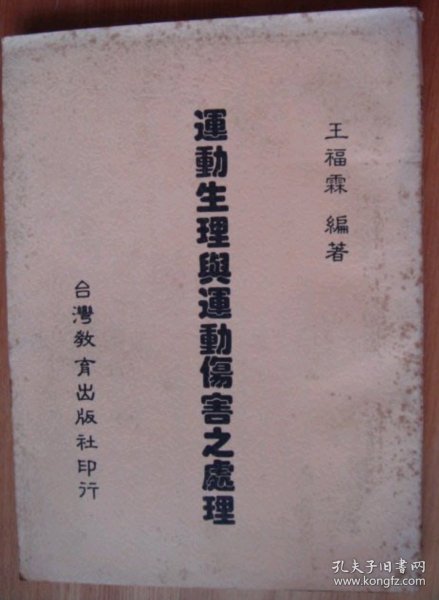 王福霖 編著
運動生理與運動傷害之處理
台灣教育出版社印行
孔夫子旧书网
www.kongfz.com